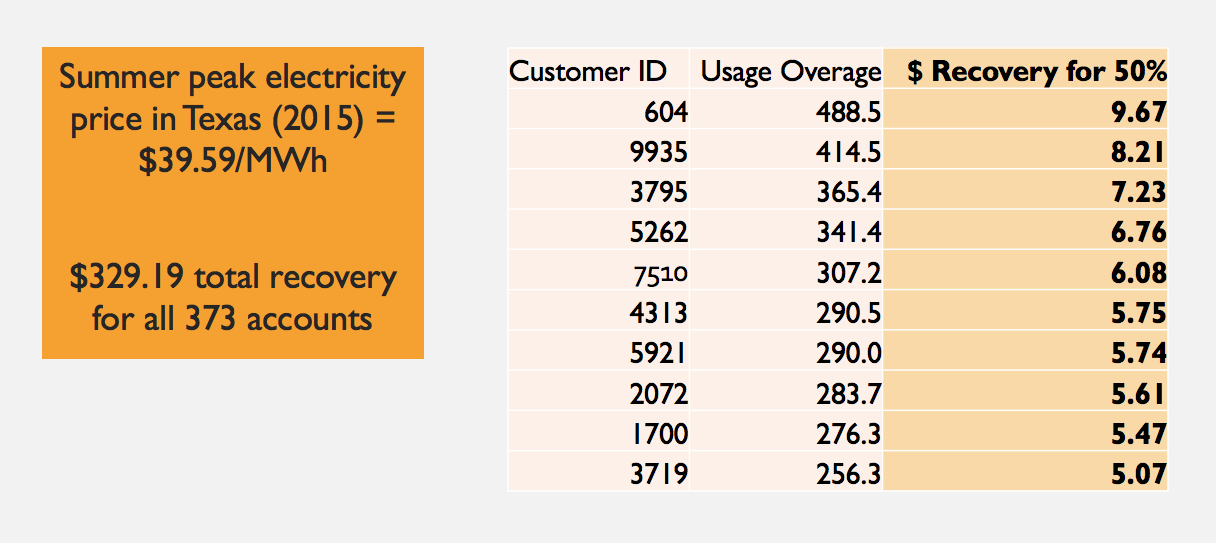 Summer peak electricity
price in Texas (2015) =
$39.59/MWh
$329.19 total recovery
for all 373 accounts
Customer ID Usage Overage $ Recovery for 50%
604 488.5 9.67
9935 414.5 8.21
3795 365.4 7.23
5262 341.4 6.76
7510 307.2 6.08
4313 290.5 5.75
5921 290.0 5.74
2072 283.7 5.61
1700 276.3 5.47
3719 256.3 5.07